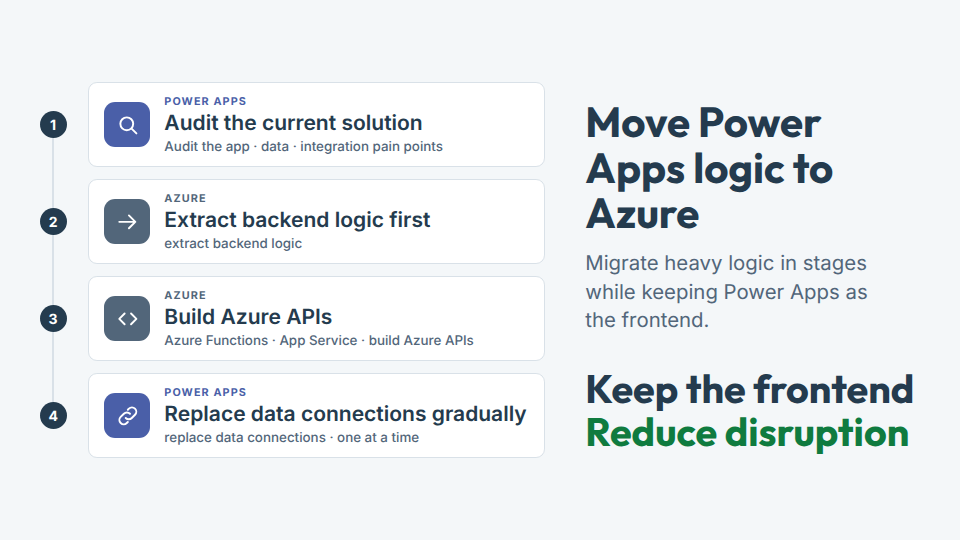 1
POWER APPS
Audit the current solution
Audit the app · data · integration pain points
2
AZURE
Extract backend logic first
extract backend logic
3
AZURE
Build Azure APIs
Azure Functions · App Service · build Azure APIs
4
POWER APPS
Replace data connections gradually
replace data connections · one at a time
Move Power
Apps logic to
Azure
Migrate heavy logic in stages
while keeping Power Apps as
the frontend.
Keep the frontend
Reduce disruption